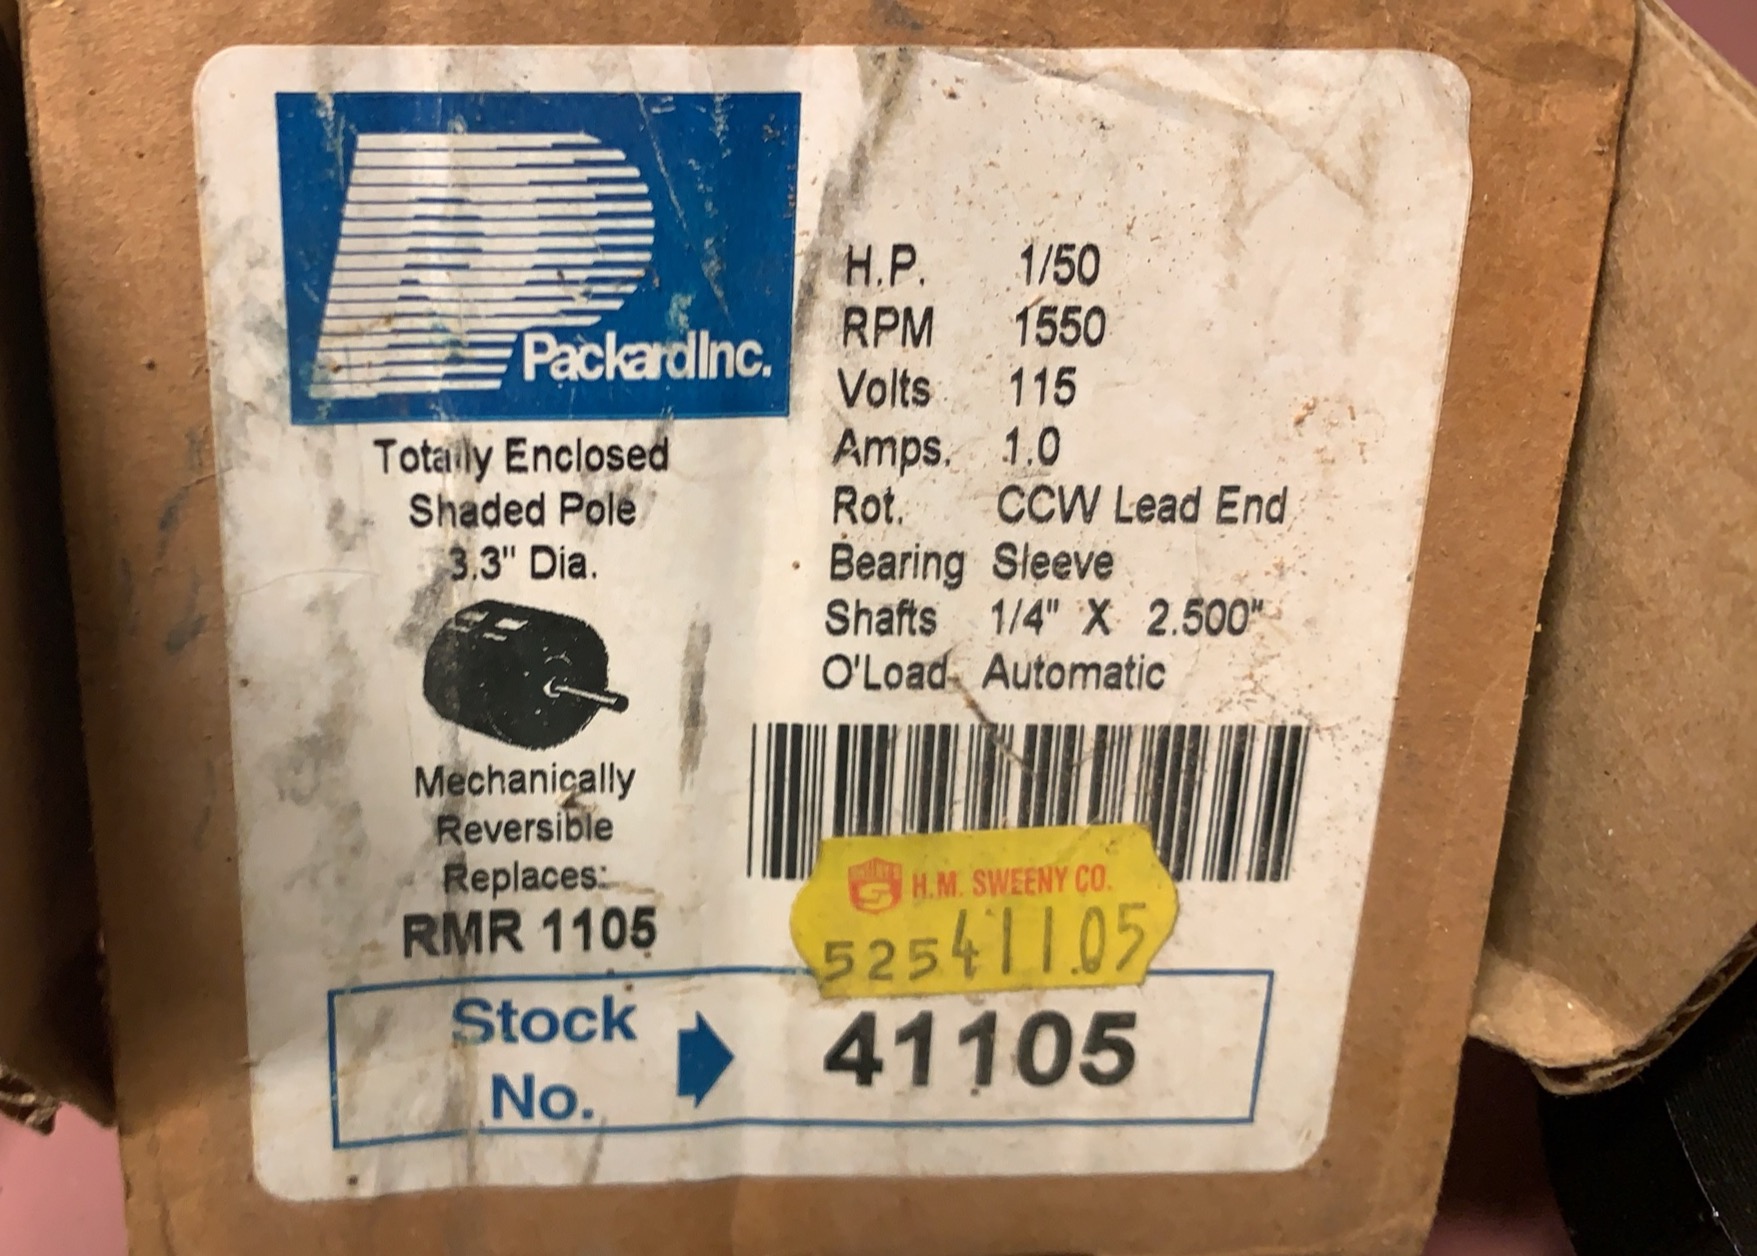 PackardInc.
Totally Enclosed
Shaded Pole
3.3" Dia.
Mechanically
Reversible
Replaces:
RMR 1105
H.P. 1/50
RPM 1550
Volts 115
Amps. 1.0
Rot. CCW Lead End
Bearing Sleeve
Shafts 1/4" X 2.500"
O'Load Automatic
H.M. SWEENY CO.
52541105
Stock
No.
41105